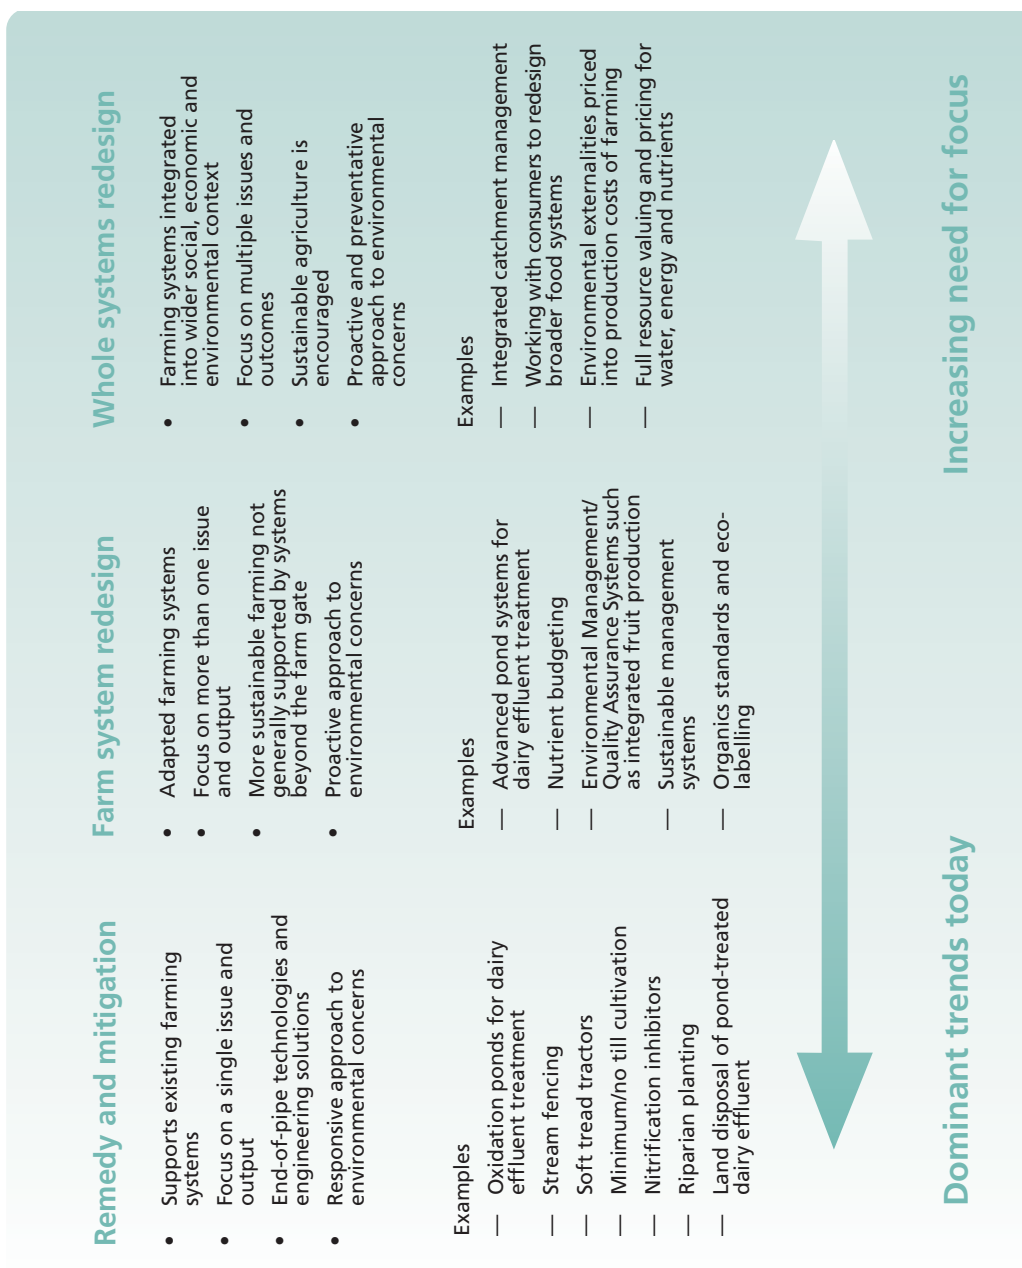 Remedy and mitigation
• Supports existing farming
systems
• Focus on a single issue and
output
• End-of-pipe technologies and
engineering solutions
• Responsive approach to
environmental concerns
Examples
— Oxidation ponds for dairy
effluent treatment
— Stream fencing
— Soft tread tractors
— Minimum/no till cultivation
— Nitrification inhibitors
— Riparian planting
— Land disposal of pond-treated
dairy effluent
Farm system redesign
• Adapted farming systems
• Focus on more than one issue
and output
• More sustainable farming not
generally supported by systems
beyond the farm gate
• Proactive approach to
environmental concerns
Examples
— Advanced pond systems for
dairy effluent treatment
— Nutrient budgeting
— Environmental Management/
Quality Assurance Systems such
as integrated fruit production
— Sustainable management
systems
— Organics standards and eco-
labelling
Whole systems redesign
• Farming systems integrated
into wider social, economic and
environmental context
• Focus on multiple issues and
outcomes
• Sustainable agriculture is
encouraged
• Proactive and preventative
approach to environmental
concerns
Examples
— Integrated catchment management
— Working with consumers to redesign
broader food systems
— Environmental externalities priced
into production costs of farming
— Full resource valuing and pricing for
water, energy and nutrients
Dominant trends today
Increasing need for focus